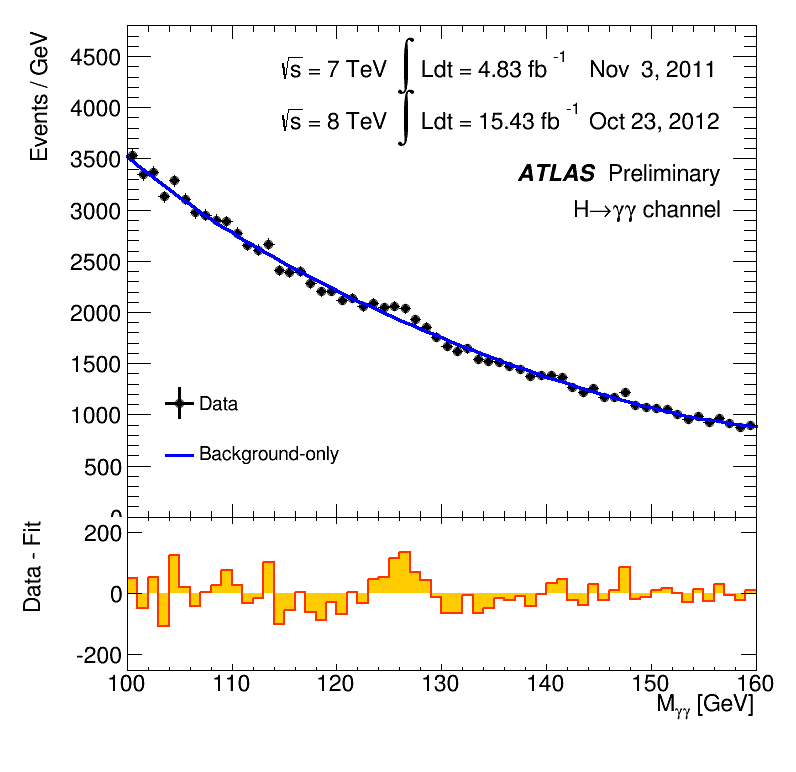 Events / GeV
4500
4000
3500
3000
2500
2000
1500
1000
500
0
√s = 7 TeV ∫ Ldt = 4.83 fb⁻¹ Nov 3, 2011
√s = 8 TeV ∫ Ldt = 15.43 fb⁻¹ Oct 23, 2012
ATLAS Preliminary
H→γγ channel
Data
Background-only
Data - Fit
200
0
-200
100 110 120 130 140 150 160
Mγγ [GeV]